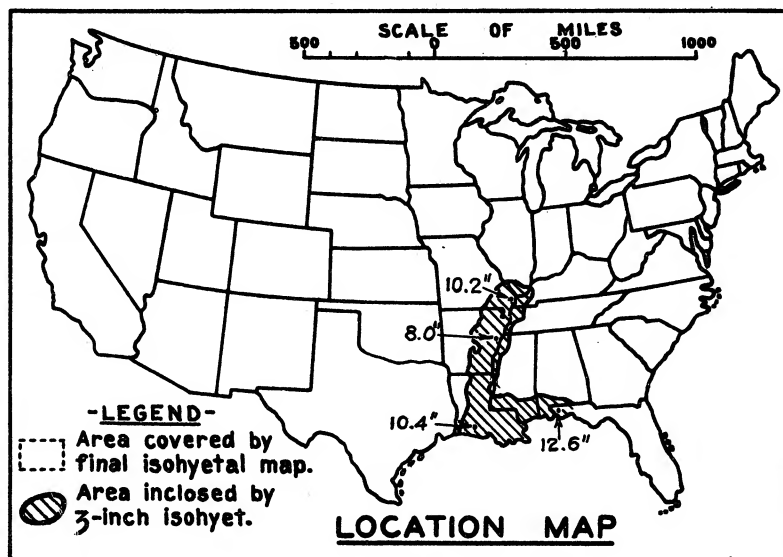 SCALE OF MILES
500 0 500 1000
10.2"
8.0"
10.4"
12.6"
-LEGEND-
Area covered by
final isohyetal map.
Area inclosed by
3-inch isohyet.
LOCATION MAP